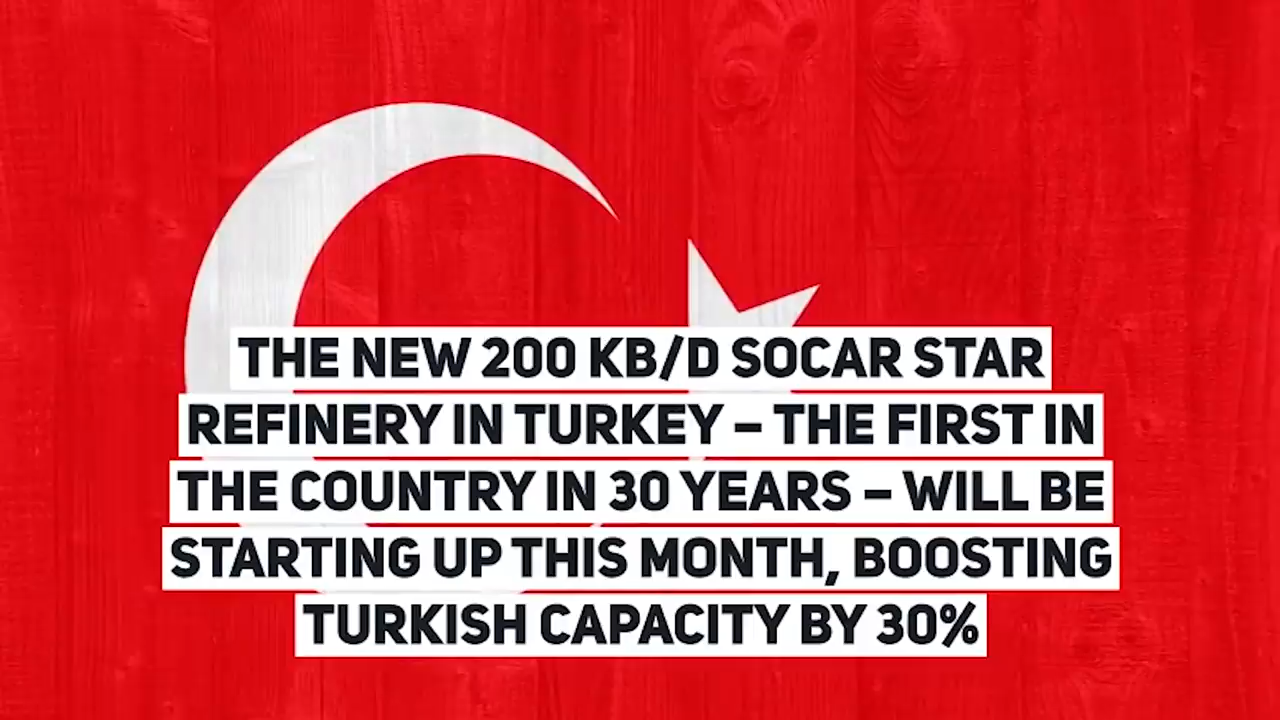 THE NEW 200 KB/D SOCAR STAR
REFINERY IN TURKEY – THE FIRST IN
THE COUNTRY IN 30 YEARS – WILL BE
STARTING UP THIS MONTH, BOOSTING
TURKISH CAPACITY BY 30%